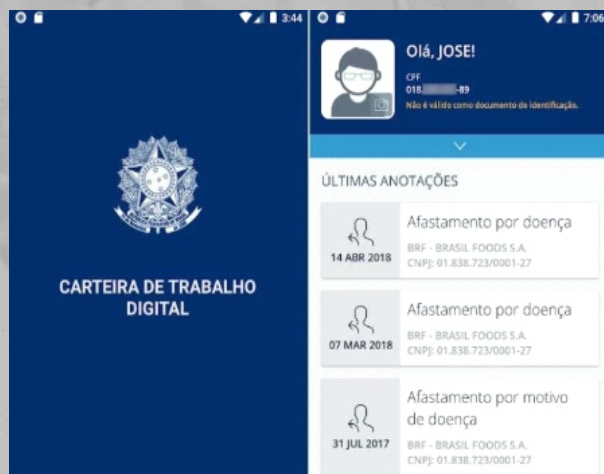 3:44
CARTEIRA DE TRABALHO
DIGITAL
7:06
Olá, JOSE!
CPF
018. -89
Não é válido como documento de identificação.
ÚLTIMAS ANOTAÇÕES
Afastamento por doença
14 ABR 2018
BRF - BRASIL FOODS S.A.
CNPJ: 01.838.723/0001-27
Afastamento por doença
07 MAR 2018
BRF - BRASIL FOODS S.A.
CNPJ: 01.838.723/0001-27
Afastamento por motivo
de doença
31 JUL 2017
BRF - BRASIL FOODS S.A.
CNPJ: 01.838.723/0001-27